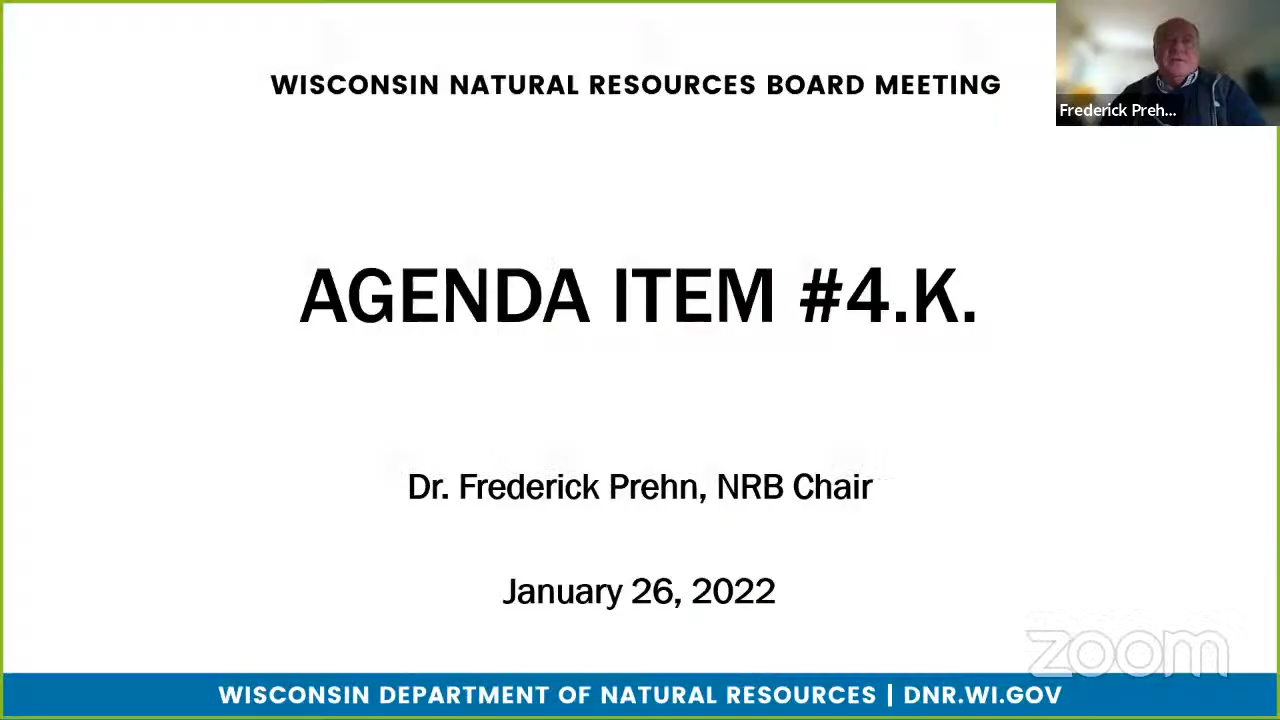 WISCONSIN NATURAL RESOURCES BOARD MEETING
Frederick Preh...
AGENDA ITEM #4.K.
Dr. Frederick Prehn, NRB Chair
January 26, 2022
zoom
WISCONSIN DEPARTMENT OF NATURAL RESOURCES | DNR.WI.GOV